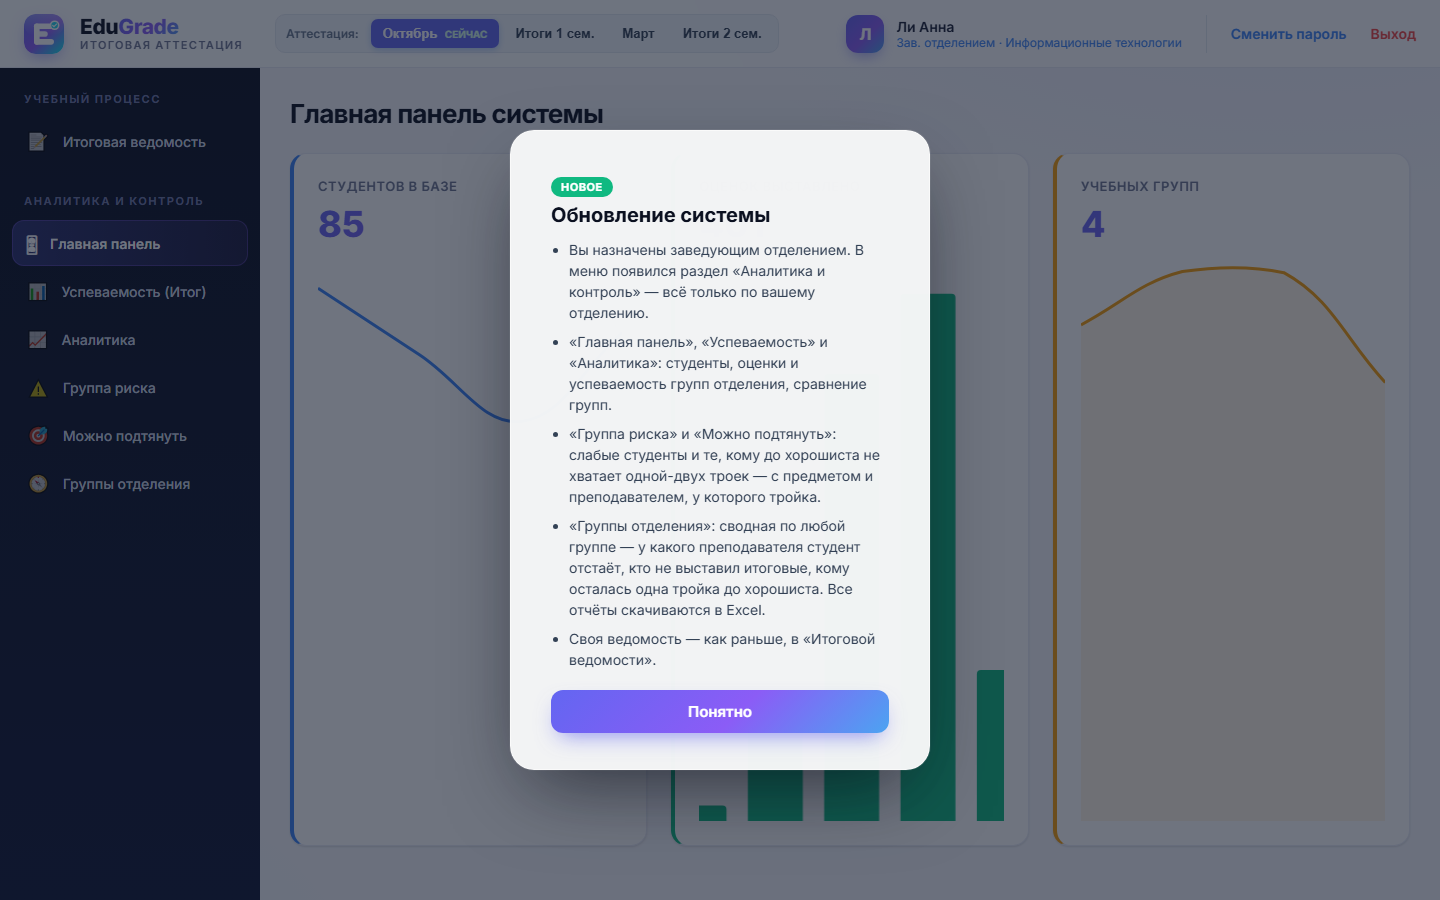 EduGrade
ИТОГОВАЯ АТТЕСТАЦИЯ
Аттестация:
Октябрь СЕЙЧАС
Итоги 1 сем.
Март
Итоги 2 сем.
Л
Ли Анна
Зав. отделением · Информационные технологии
Сменить пароль
Выход
УЧЕБНЫЙ ПРОЦЕСС
Итоговая ведомость
АНАЛИТИКА И КОНТРОЛЬ
Главная панель
Успеваемость (Итог)
Аналитика
Группа риска
Можно подтянуть
Группы отделения
Главная панель системы
СТУДЕНТОВ В БАЗЕ
85
УЧЕБНЫХ ГРУПП
4
НОВОЕ
Обновление системы
• Вы назначены заведующим отделением. В
меню появился раздел «Аналитика и
контроль» — всё только по вашему
отделению.
• «Главная панель», «Успеваемость» и
«Аналитика»: студенты, оценки и
успеваемость групп отделения, сравнение
групп.
• «Группа риска» и «Можно подтянуть»:
слабые студенты и те, кому до хорошиста не
хватает одной-двух троек — с предметом и
преподавателем, у которого тройка.
• «Группы отделения»: сводная по любой
группе — у какого преподавателя студент
отстаёт, кто не выставил итоговые, кому
осталась одна тройка до хорошиста. Все
отчёты скачиваются в Excel.
• Своя ведомость — как раньше, в «Итоговой
ведомости».
Понятно